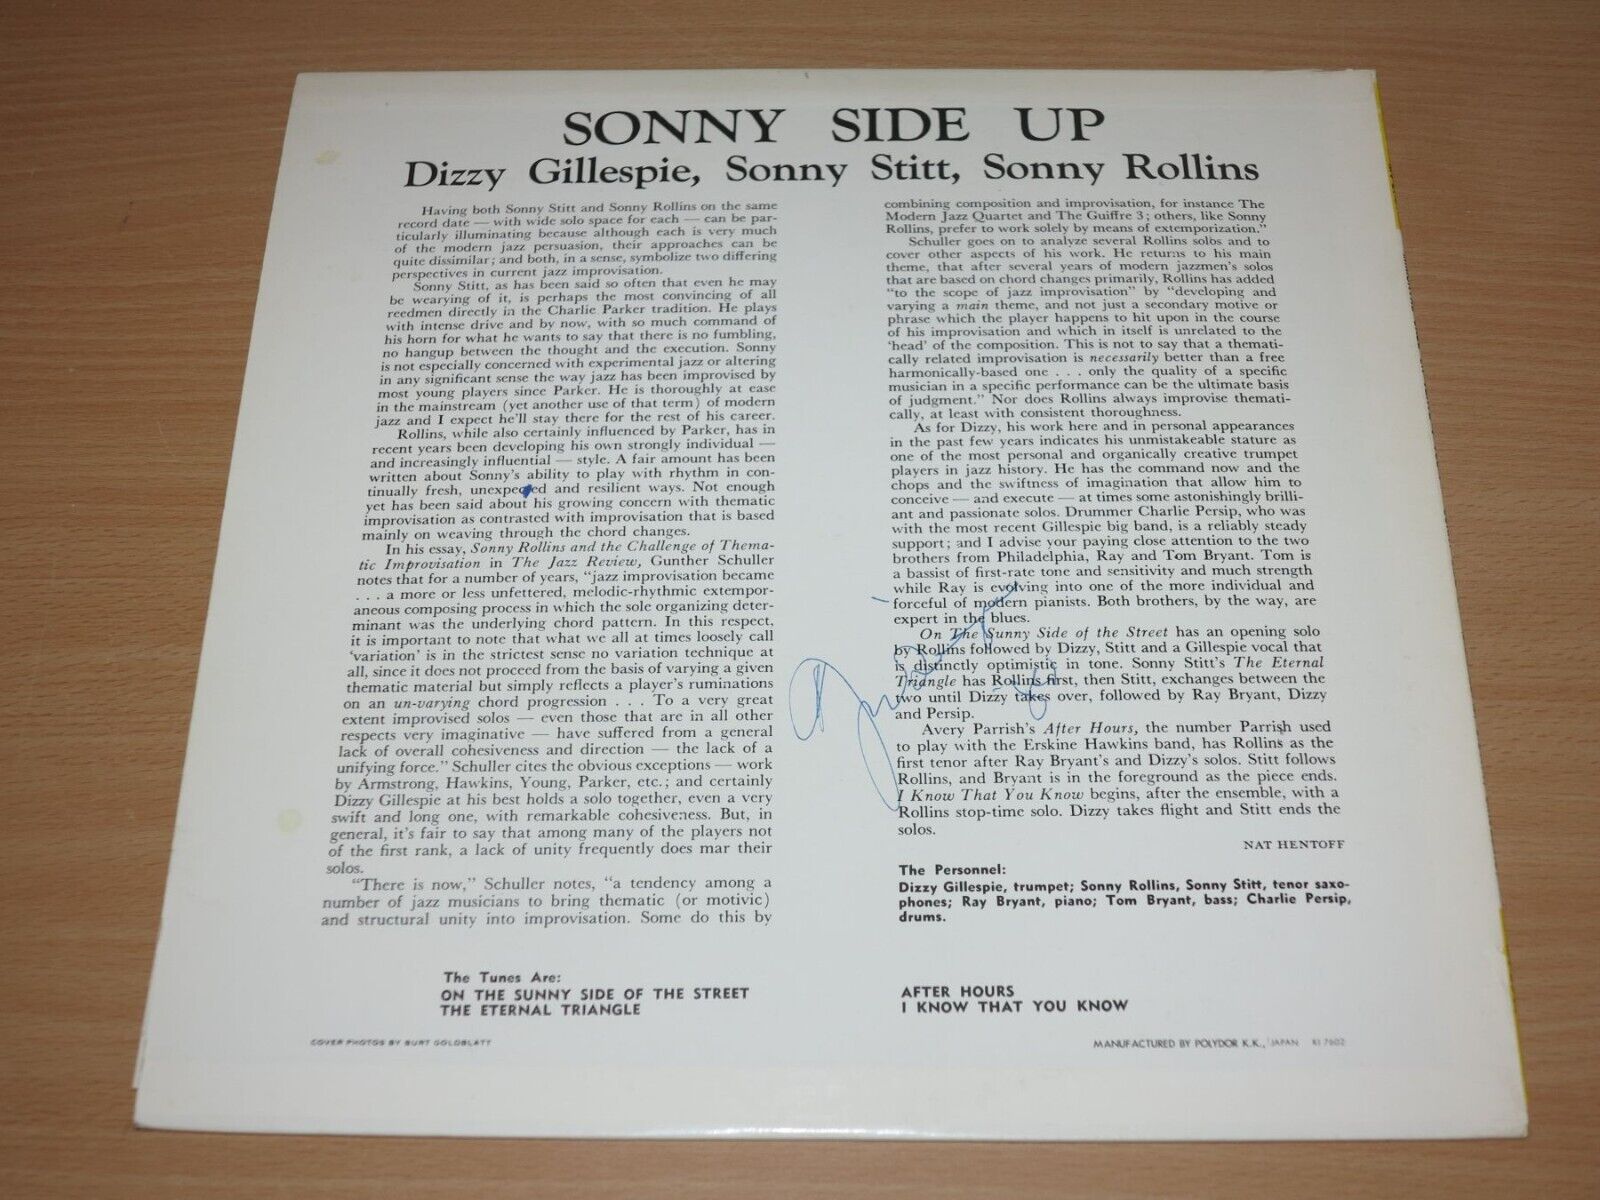 SONNY SIDE UP
Dizzy Gillespie, Sonny Stitt, Sonny Rollins
Having both Sonny Stitt and Sonny Rollins on the same
record date — with wide solo space for each — can be par-
ticularly illuminating because although each is very much
of the modern jazz persuasion, their approaches can be
quite dissimilar; and both, in a sense, symbolize two differing
perspectives in current jazz improvisation.
Sonny Stitt, as has been said so often that even he may
be wearying of it, is perhaps the most convincing of all
reedmen directly in the Charlie Parker tradition. He plays
with intense drive and by now, with so much command of
his horn for what he wants to say that there is no fumbling,
no hangup between the thought and the execution. Sonny
is not especially concerned with experimental jazz or altering
in any significant sense the way jazz has been improvised by
most young players since Parker. He is thoroughly at ease
in the mainstream (yet another use of that term) of modern
jazz and I expect he'll stay there for the rest of his career.
Rollins, while also certainly influenced by Parker, has in
recent years been developing his own strongly individual —
and increasingly influential — style. A fair amount has been
written about Sonny's ability to play with rhythm in con-
tinually fresh, unexpected and resilient ways. Not enough
yet has been said about his growing concern with thematic
improvisation as contrasted with improvisation that is based
mainly on weaving through the chord changes.
In his essay, Sonny Rollins and the Challenge of Thema-
tic Improvisation in The Jazz Review, Gunther Schuller
notes that for a number of years, "jazz improvisation became
. . . a more or less unfettered, melodic-rhythmic extempor-
aneous composing process in which the sole organizing deter-
minant was the underlying chord pattern. In this respect,
it is important to note that what we all at times loosely call
'variation' is in the strictest sense no variation technique at
all, since it does not proceed from the basis of varying a given
thematic material but simply reflects a player's ruminations
on an un-varying chord progression . . . To a very great
extent improvised solos — even those that are in all other
respects very imaginative — have suffered from a general
lack of overall cohesiveness and direction — the lack of a
unifying force." Schuller cites the obvious exceptions — work
by Armstrong, Hawkins, Young, Parker, etc.; and certainly
Dizzy Gillespie at his best holds a solo together, even a very
swift and long one, with remarkable cohesiveness. But, in
general, it's fair to say that among many of the players not
of the first rank, a lack of unity frequently does mar their
solos.
"There is now," Schuller notes, "a tendency among a
number of jazz musicians to bring thematic (or motivic)
and structural unity into improvisation. Some do this by
combining composition and improvisation, for instance The
Modern Jazz Quartet and The Guiffre 3; others, like Sonny
Rollins, prefer to work solely by means of extemporization."
Schuller goes on to analyze several Rollins solos and to
cover other aspects of his work. He returns to his main
theme, that after several years of modern jazzmen's solos
that are based on chord changes primarily, Rollins has added
"to the scope of jazz improvisation" by "developing and
varying a main theme, and not just a secondary motive or
phrase which the player happens to hit upon in the course
of his improvisation and which in itself is unrelated to the
'head' of the composition. This is not to say that a themati-
cally related improvisation is necessarily better than a free
harmonically-based one . . . only the quality of a specific
musician in a specific performance can be the ultimate basis
of judgment." Nor does Rollins always improvise themati-
cally, at least with consistent thoroughness.
As for Dizzy, his work here and in personal appearances
in the past few years indicates his unmistakeable stature as
one of the most personal and organically creative trumpet
players in jazz history. He has the command now and the
chops and the swiftness of imagination that allow him to
conceive — and execute — at times some astonishingly brilli-
ant and passionate solos. Drummer Charlie Persip, who was
with the most recent Gillespie big band, is a reliably steady
support; and I advise your paying close attention to the two
brothers from Philadelphia, Ray and Tom Bryant. Tom is
a bassist of first-rate tone and sensitivity and much strength
while Ray is evolving into one of the more individual and
forceful of modern pianists. Both brothers, by the way, are
expert in the blues.
On The Sunny Side of the Street has an opening solo
by Rollins followed by Dizzy, Stitt and a Gillespie vocal that
is distinctly optimistic in tone. Sonny Stitt's The Eternal
Triangle has Rollins first, then Stitt, exchanges between the
two until Dizzy takes over, followed by Ray Bryant, Dizzy
and Persip.
Avery Parrish's After Hours, the number Parrish used
to play with the Erskine Hawkins band, has Rollins as the
first tenor after Ray Bryant's and Dizzy's solos. Stitt follows
Rollins, and Bryant is in the foreground as the piece ends.
I Know That You Know begins, after the ensemble, with a
Rollins stop-time solo. Dizzy takes flight and Stitt ends the
solos.
NAT HENTOFF
The Personnel:
Dizzy Gillespie, trumpet; Sonny Rollins, Sonny Stitt, tenor saxo-
phones; Ray Bryant, piano; Tom Bryant, bass; Charlie Persip,
drums.
The Tunes Are:
ON THE SUNNY SIDE OF THE STREET
THE ETERNAL TRIANGLE
AFTER HOURS
I KNOW THAT YOU KNOW
COVER PHOTOS BY BURT GOLDBLATT
MANUFACTURED BY POLYDOR K.K., JAPAN KI 7602